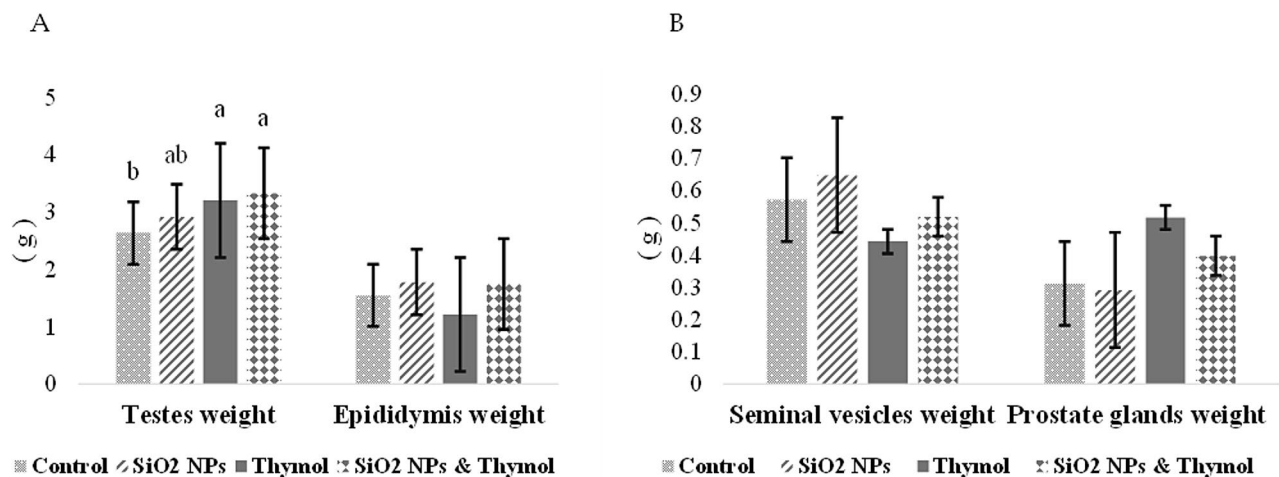 A
(g)
5
4
3
2
1
0
b
ab
a
a
Testes weight
Epididymis weight
Control
SiO2 NPs
Thymol
SiO2 NPs & Thymol
B
(g)
0.9
0.8
0.7
0.6
0.5
0.4
0.3
0.2
0.1
0
Seminal vesicles weight
Prostate glands weight
Control
SiO2 NPs
Thymol
SiO2 NPs & Thymol